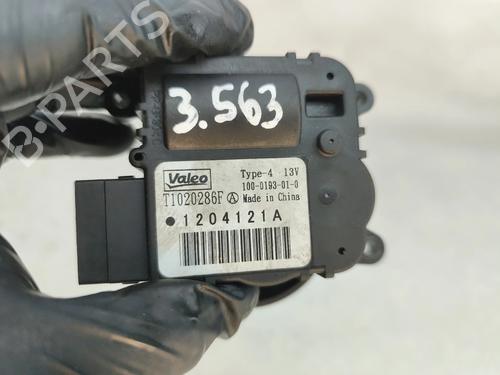 3.563
Valeo
Type-4 13V
100-0193-01-0
T1020286F
A Made in China
1204121A
B-PARTS